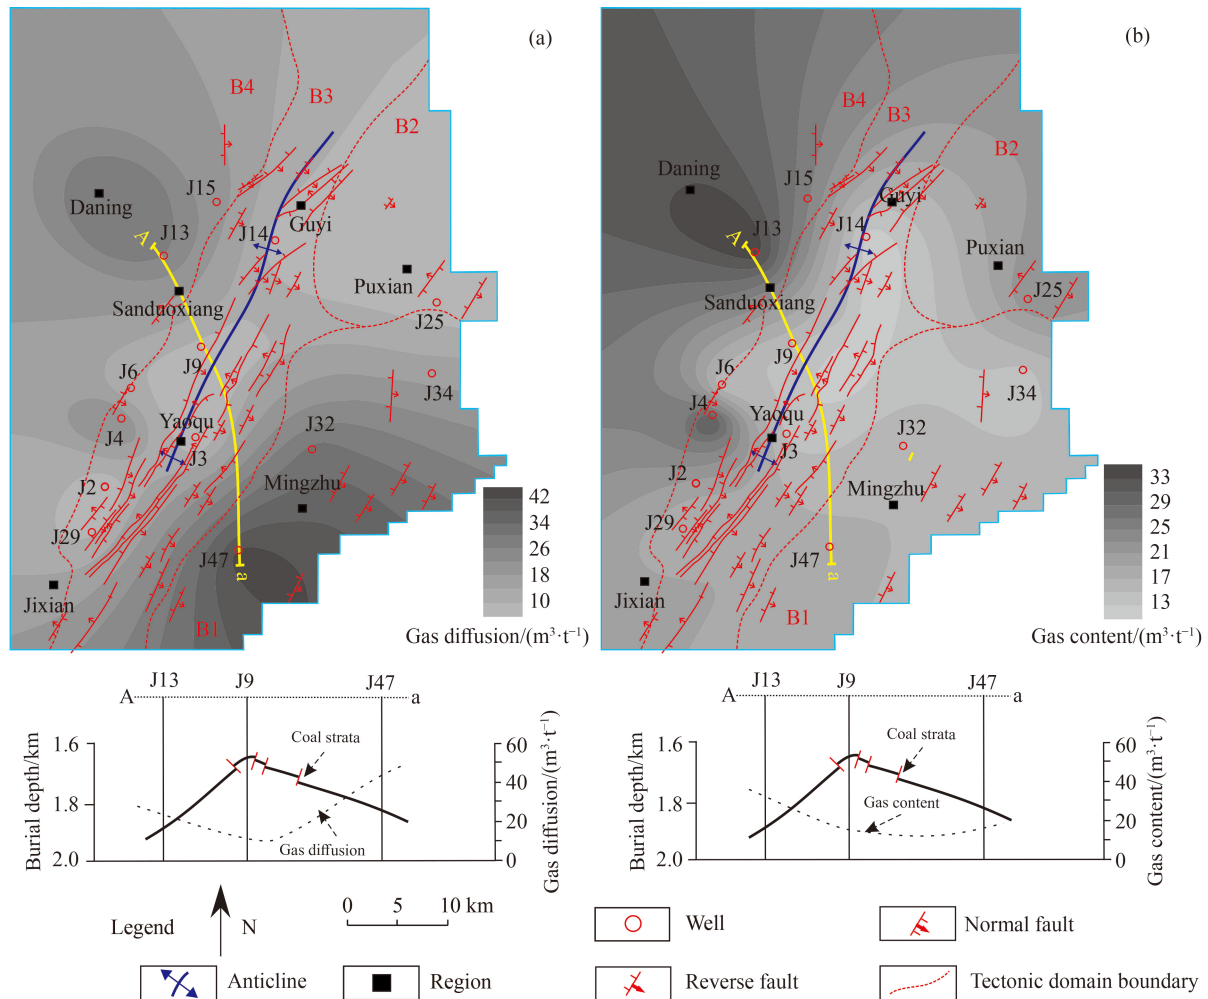 (a)
B4
B3
B2
J15
Daning
Guyi
J14
J13
A
Puxian
Sanduoxiang
J25
J9
J6
J34
J4
Yaoqu
J32
J3
J2
Mingzhu
J29
J47
a
Jixian
B1
42
34
26
18
10
Gas diffusion/(m³·t⁻¹)
(b)
B4
B3
B2
Daning
J15
Guyi
J14
J13
A
Puxian
Sanduoxiang
J25
J9
J6
J34
J4
Yaoqu
J32
J3
J2
Mingzhu
J29
J47
a
Jixian
B1
33
29
25
21
17
13
Gas content/(m³·t⁻¹)
J13 J9 J47
A a
Burial depth/km
1.6
1.8
2.0
Coal strata
Gas diffusion
60
40
20
0
Gas diffusion/(m³·t⁻¹)
J13 J9 J47
A a
Burial depth/km
1.6
1.8
2.0
Coal strata
Gas content
60
40
20
0
Gas content/(m³·t⁻¹)
Legend
N
0 5 10 km
Well
Normal fault
Anticline
Region
Reverse fault
Tectonic domain boundary